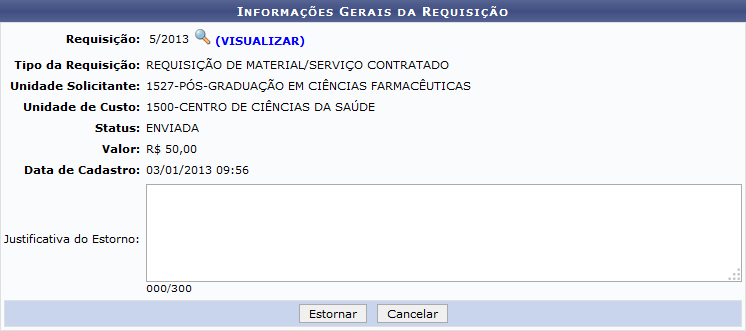 Informações Gerais da Requisição
Requisição: 5/2013 (VISUALIZAR)
Tipo da Requisição: REQUISIÇÃO DE MATERIAL/SERVIÇO CONTRATADO
Unidade Solicitante: 1527-PÓS-GRADUAÇÃO EM CIÊNCIAS FARMACÊUTICAS
Unidade de Custo: 1500-CENTRO DE CIÊNCIAS DA SAÚDE
Status: ENVIADA
Valor: R$ 50,00
Data de Cadastro: 03/01/2013 09:56
Justificativa do Estorno:
000/300
Estornar Cancelar